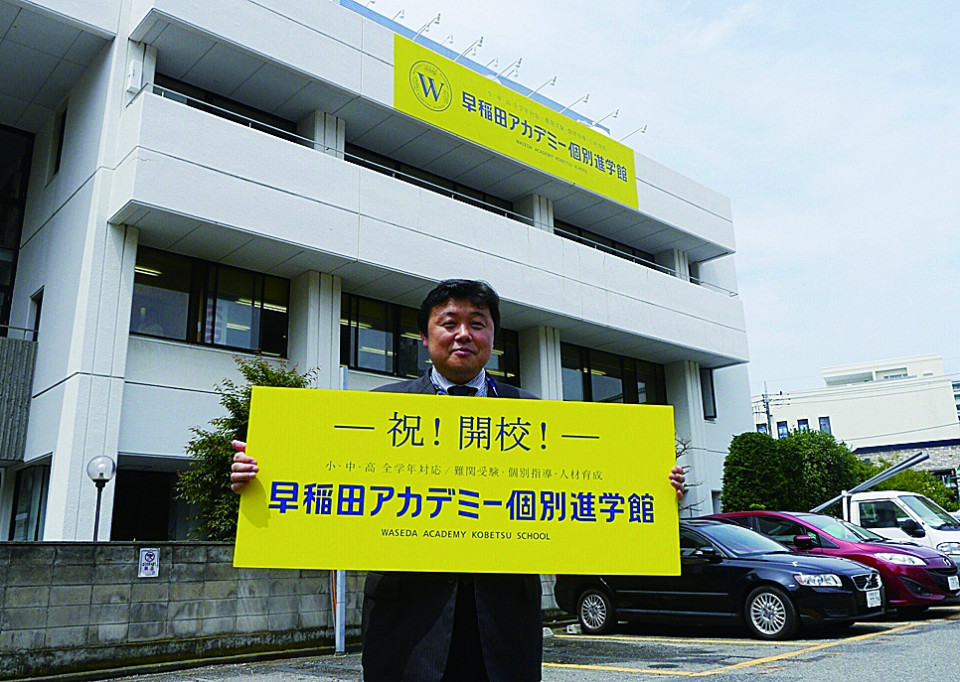 W
早稲田アカデミー個別進学館
WASEDA ACADEMY KOBETSU SCHOOL
― 祝！開校！ ―
小・中・高 全学年対応／難関受験・個別指導・人材育成
早稲田アカデミー個別進学館
WASEDA ACADEMY KOBETSU SCHOOL